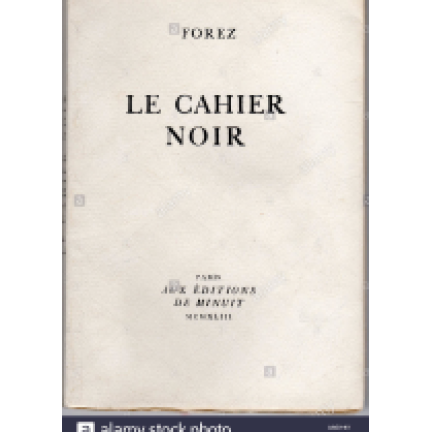 FOREZ
LE CAHIER
NOIR
PARIS
AUX ÉDITIONS
DE MINUIT
MCMXLIII
a alamy stock photo